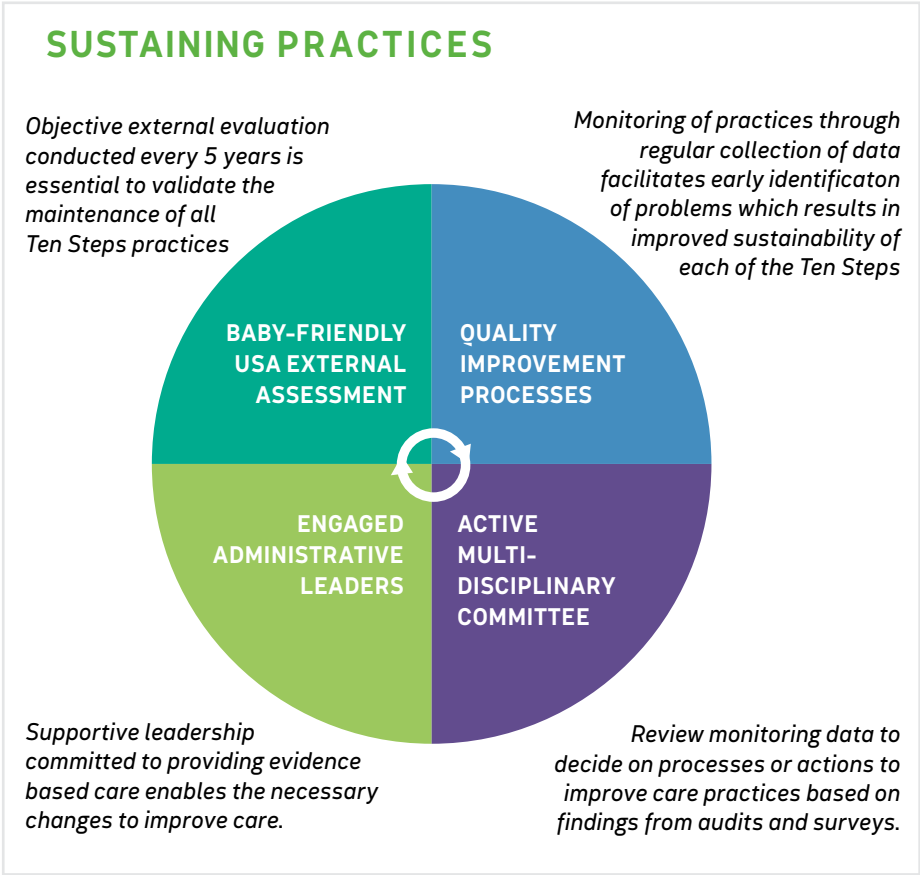 SUSTAINING PRACTICES
Objective external evaluation
conducted every 5 years is
essential to validate the
maintenance of all
Ten Steps practices
Monitoring of practices through
regular collection of data
facilitates early identificaton
of problems which results in
improved sustainability of
each of the Ten Steps
BABY-FRIENDLY
USA EXTERNAL
ASSESSMENT
QUALITY
IMPROVEMENT
PROCESSES
ENGAGED
ADMINISTRATIVE
LEADERS
ACTIVE
MULTI-
DISCIPLINARY
COMMITTEE
Supportive leadership
committed to providing evidence
based care enables the necessary
changes to improve care.
Review monitoring data to
decide on processes or actions to
improve care practices based on
findings from audits and surveys.